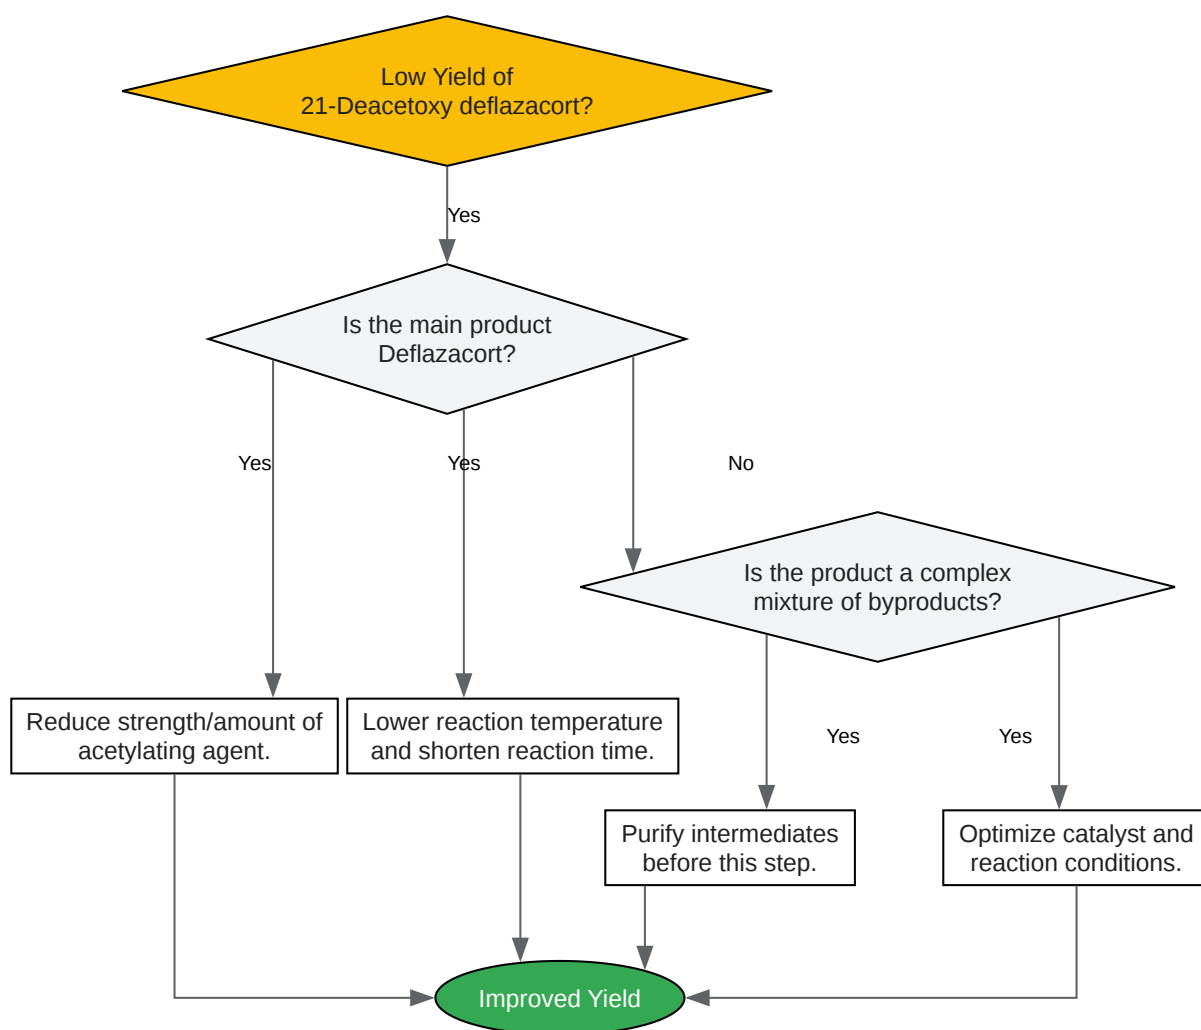 Low Yield of
21-Deacetoxy deflazacort?
Yes
Is the main product
Deflazacort?
Yes
Yes
No
Is the product a complex
mixture of byproducts?
Reduce strength/amount of
acetylating agent.
Lower reaction temperature
and shorten reaction time.
Yes
Yes
Purify intermediates
before this step.
Optimize catalyst and
reaction conditions.
Improved Yield